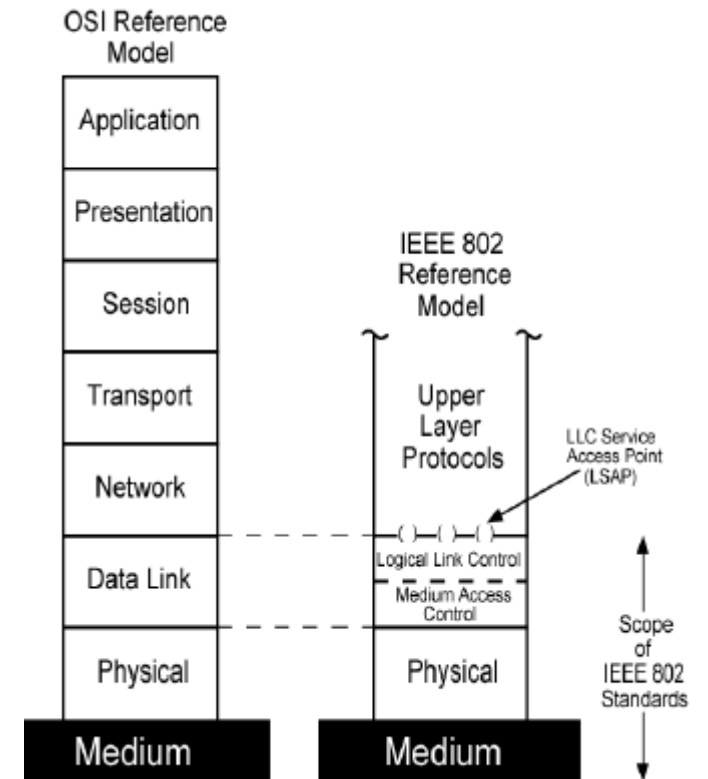 OSI Reference
Model
Application
Presentation
Session
Transport
Network
Data Link
Physical
Medium
IEEE 802
Reference
Model
Upper
Layer
Protocols
LLC Service
Access Point
(LSAP)
Logical Link Control
Medium Access
Control
Physical
Medium
Scope
of
IEEE 802
Standards